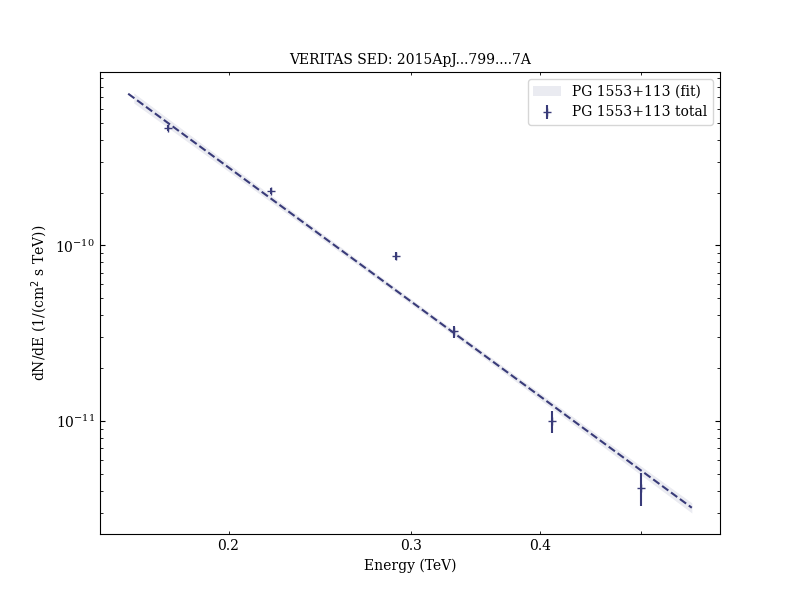 VERITAS SED: 2015ApJ...799....7A
PG 1553+113 (fit)
PG 1553+113 total
dN/dE (1/(cm² s TeV))
10⁻¹⁰
10⁻¹¹
0.2
0.3
0.4
Energy (TeV)